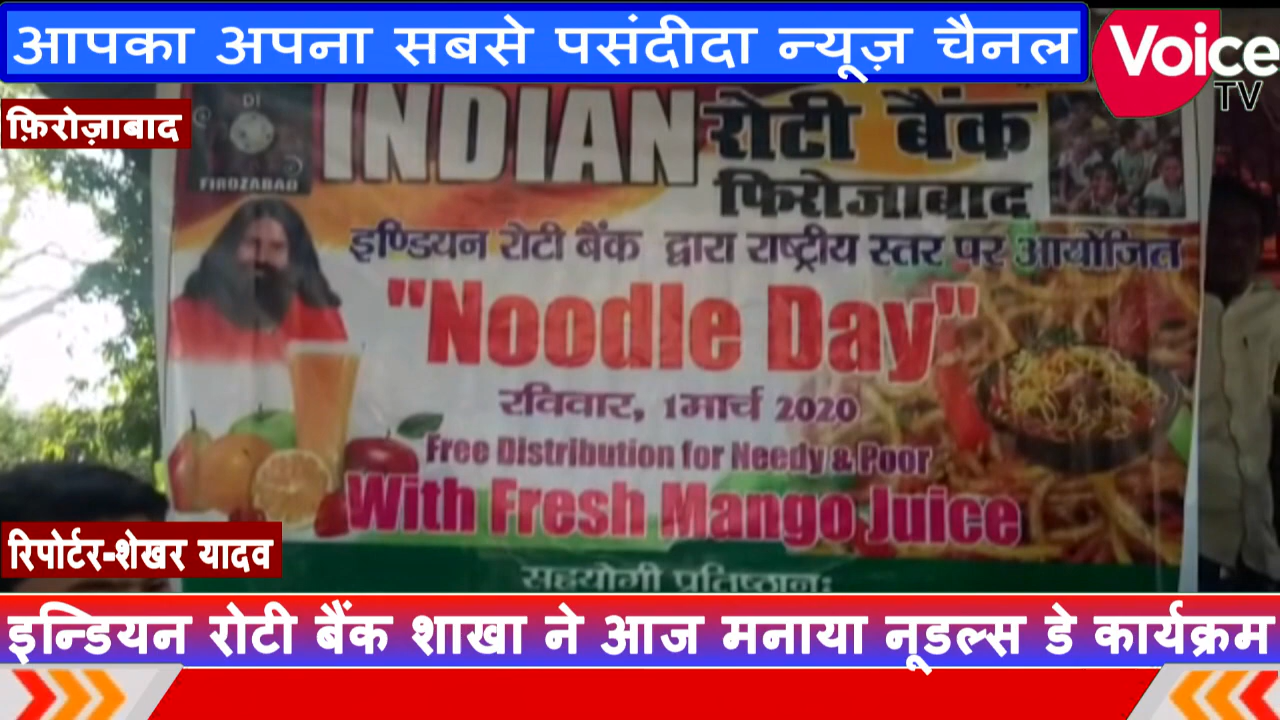 आपका अपना सबसे पसंदीदा न्यूज़ चैनल
Voice
TV
फ़िरोज़ाबाद
DI
FIROZABAD
INDIAN रोटी बैंक
फिरोजाबाद
इण्डियन रोटी बैंक द्वारा राष्ट्रीय स्तर पर आयोजित
"Noodle Day"
रविवार, 1मार्च 2020
Free Distribution for Needy & Poor
With Fresh Mango Juice
सहयोगी प्रतिष्ठान:
रिपोर्टर-शेखर यादव
इन्डियन रोटी बैंक शाखा ने आज मनाया नूडल्स डे कार्यक्रम